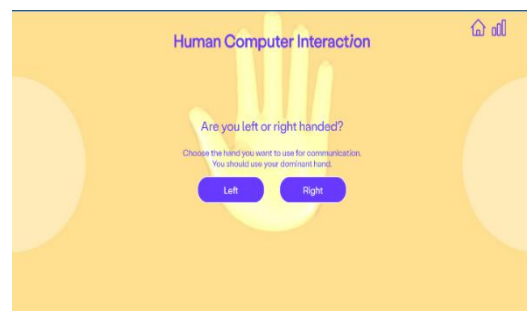 Human Computer Interaction
Are you left or right handed?
Choose the hand you want to use for communication.
You should use your dominant hand.
Left
Right